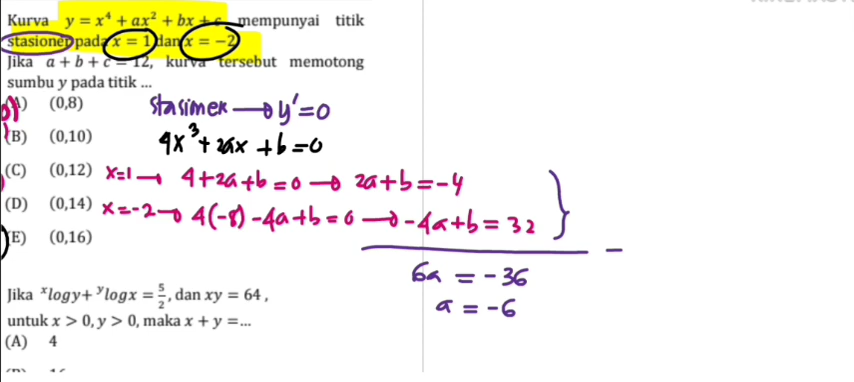 Kurva y = x⁴ + ax² + bx + c mempunyai titik
stasioner pada x = 1 dan x = −2
Jika a + b + c = 12, kurva tersebut memotong
sumbu y pada titik ...
(A) (0,8)
(B) (0,10)
(C) (0,12)
(D) (0,14)
(E) (0,16)
stasioner → y'=0
4x³ + 2ax + b = 0
x=1 → 4+2a+b=0 → 2a+b=-4
x=-2 → 4(-8)-4a+b=0 → -4a+b=32
6a = -36
a = -6
Jika ˣlogy+ ʸlogx = 5/2, dan xy = 64,
untuk x > 0, y > 0, maka x + y =...
(A) 4